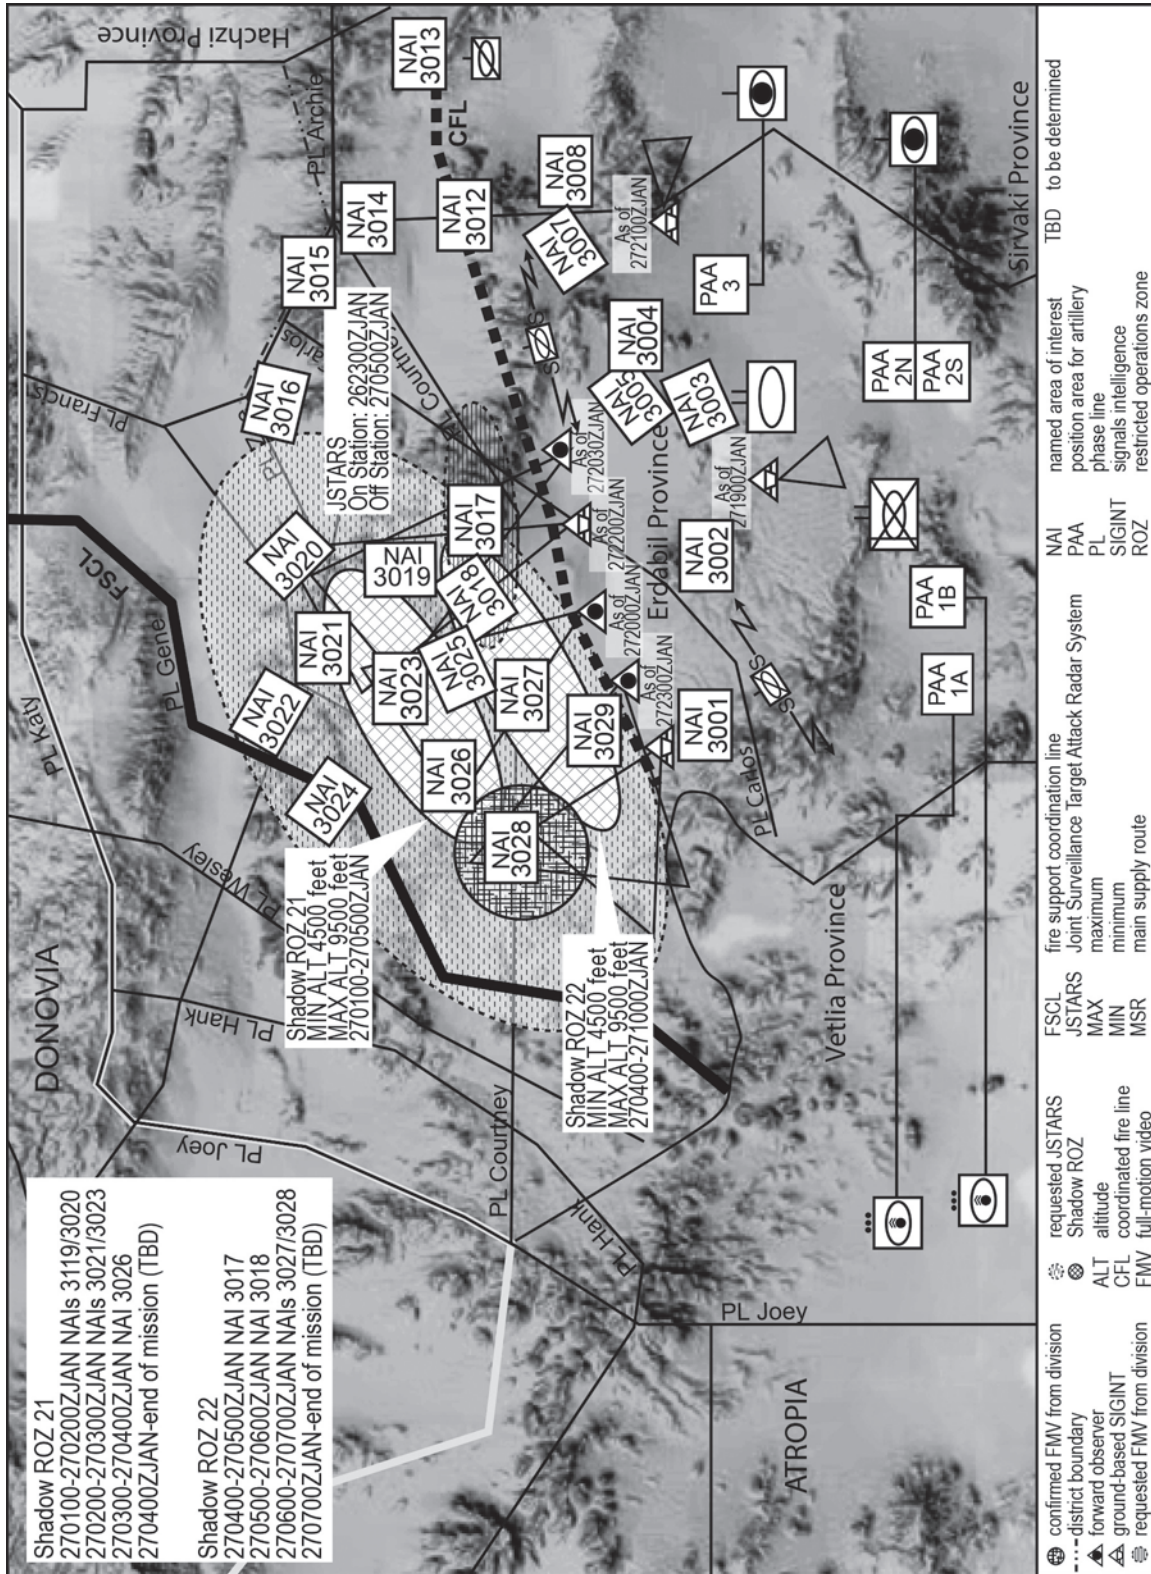 Shadow ROZ 21
270100-270200ZJAN NAIs 3119/3020
270200-270300ZJAN NAIs 3021/3023
270300-270400ZJAN NAI 3026
270400ZJAN-end of mission (TBD)
Shadow ROZ 22
270400-270500ZJAN NAI 3017
270500-270600ZJAN NAI 3018
270600-270700ZJAN NAIs 3027/3028
270700ZJAN-end of mission (TBD)
DONOVIA
PL Katy
PL Joey
PL Hank
PL Wesley
PL Gene
FSCL
PL Francis
PL Archie
Hachzi Province
Shadow ROZ 21
MIN ALT 4500 feet
MAX ALT 9500 feet
270100-270500ZJAN
Shadow ROZ 22
MIN ALT 4500 feet
MAX ALT 9500 feet
270400-271000ZJAN
JSTARS
On Station: 262300ZJAN
Off Station: 270500ZJAN
NAI
3024
NAI
3022
NAI
3021
NAI
3020
NAI
3016
NAI
3015
NAI
3014
NAI
3013
CFL
NAI
3012
NAI
3019
NAI
3023
NAI
3026
NAI
3025
NAI
3018
NAI
3017
NAI
3028
NAI
3027
NAI
3029
PL Courtney
PL Courtne
arlos
PL Hank
PL Joey
ATROPIA
Vetlia Province
PL Carlos
NAI
3001
As of
272300ZJAN
As of
272000ZJAN
As of
272200ZJAN
As of
272030ZJAN
Erdabil Province
NAI
3002
As of
271900ZJAN
NAI
3003
NAI
3005
NAI
3004
NAI
3007
NAI
3008
As of
272100ZJAN
S
S
S
S
PAA
3
PAA
2N
PAA
2S
PAA
1A
PAA
1B
Sirvaki Province
confirmed FMV from division
district boundary
forward observer
ground-based SIGINT
requested FMV from division
requested JSTARS
Shadow ROZ
ALT altitude
CFL coordinated fire line
FMV full-motion video
FSCL fire support coordination line
JSTARS Joint Surveillance Target Attack Radar System
MAX maximum
MIN minimum
MSR main supply route
NAI named area of interest
PAA position area for artillery
PL phase line
SIGINT signals intelligence
ROZ restricted operations zone
TBD to be determined